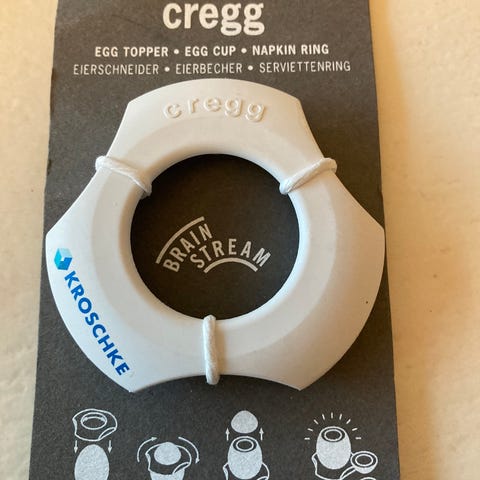 cregg
EGG TOPPER • EGG CUP • NAPKIN RING
EIERSCHNEIDER • EIERBECHER • SERVIETTENRING
cregg
BRAIN
STREAM
KROSCHKE